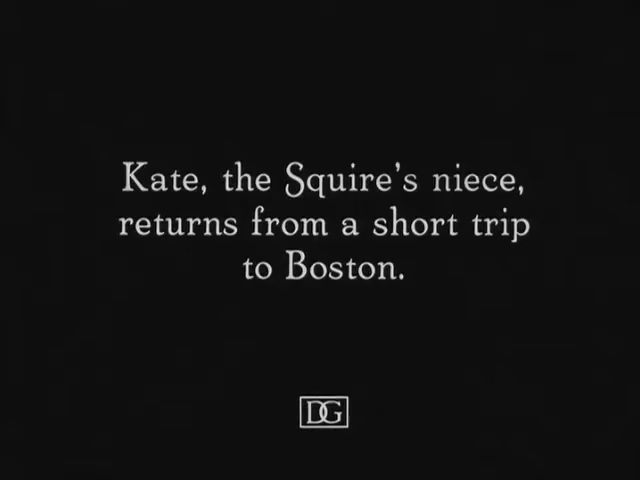 Kate, the Squire's niece,
returns from a short trip
to Boston.
DG